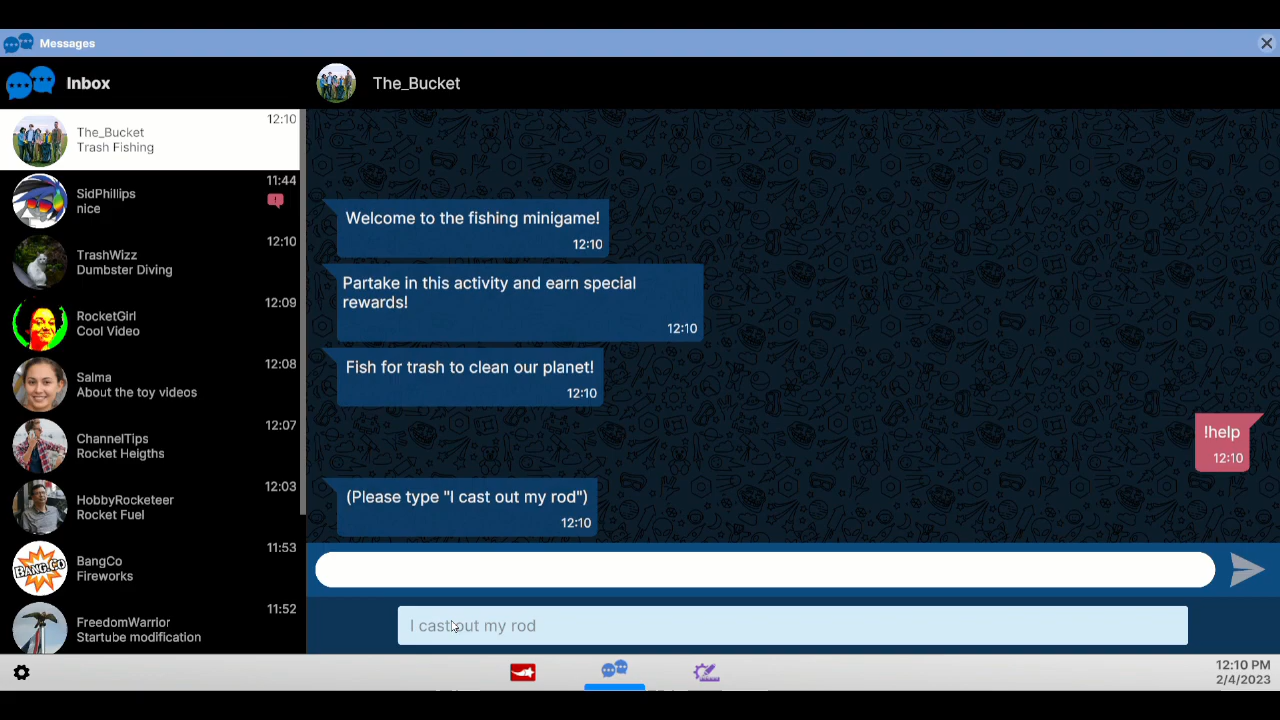 Messages
Inbox
The_Bucket
12:10
The_Bucket
Trash Fishing
11:44
SidPhillips
nice
12:10
TrashWizz
Dumbster Diving
12:09
RocketGirl
Cool Video
12:08
Salma
About the toy videos
12:07
ChannelTips
Rocket Heigths
12:03
HobbyRocketeer
Rocket Fuel
11:53
BANG.CO
BangCo
Fireworks
11:52
FreedomWarrior
Startube modification
Welcome to the fishing minigame!
12:10
Partake in this activity and earn special
rewards!
12:10
Fish for trash to clean our planet!
12:10
!help
12:10
(Please type "I cast out my rod")
12:10
I cast out my rod
12:10 PM
2/4/2023